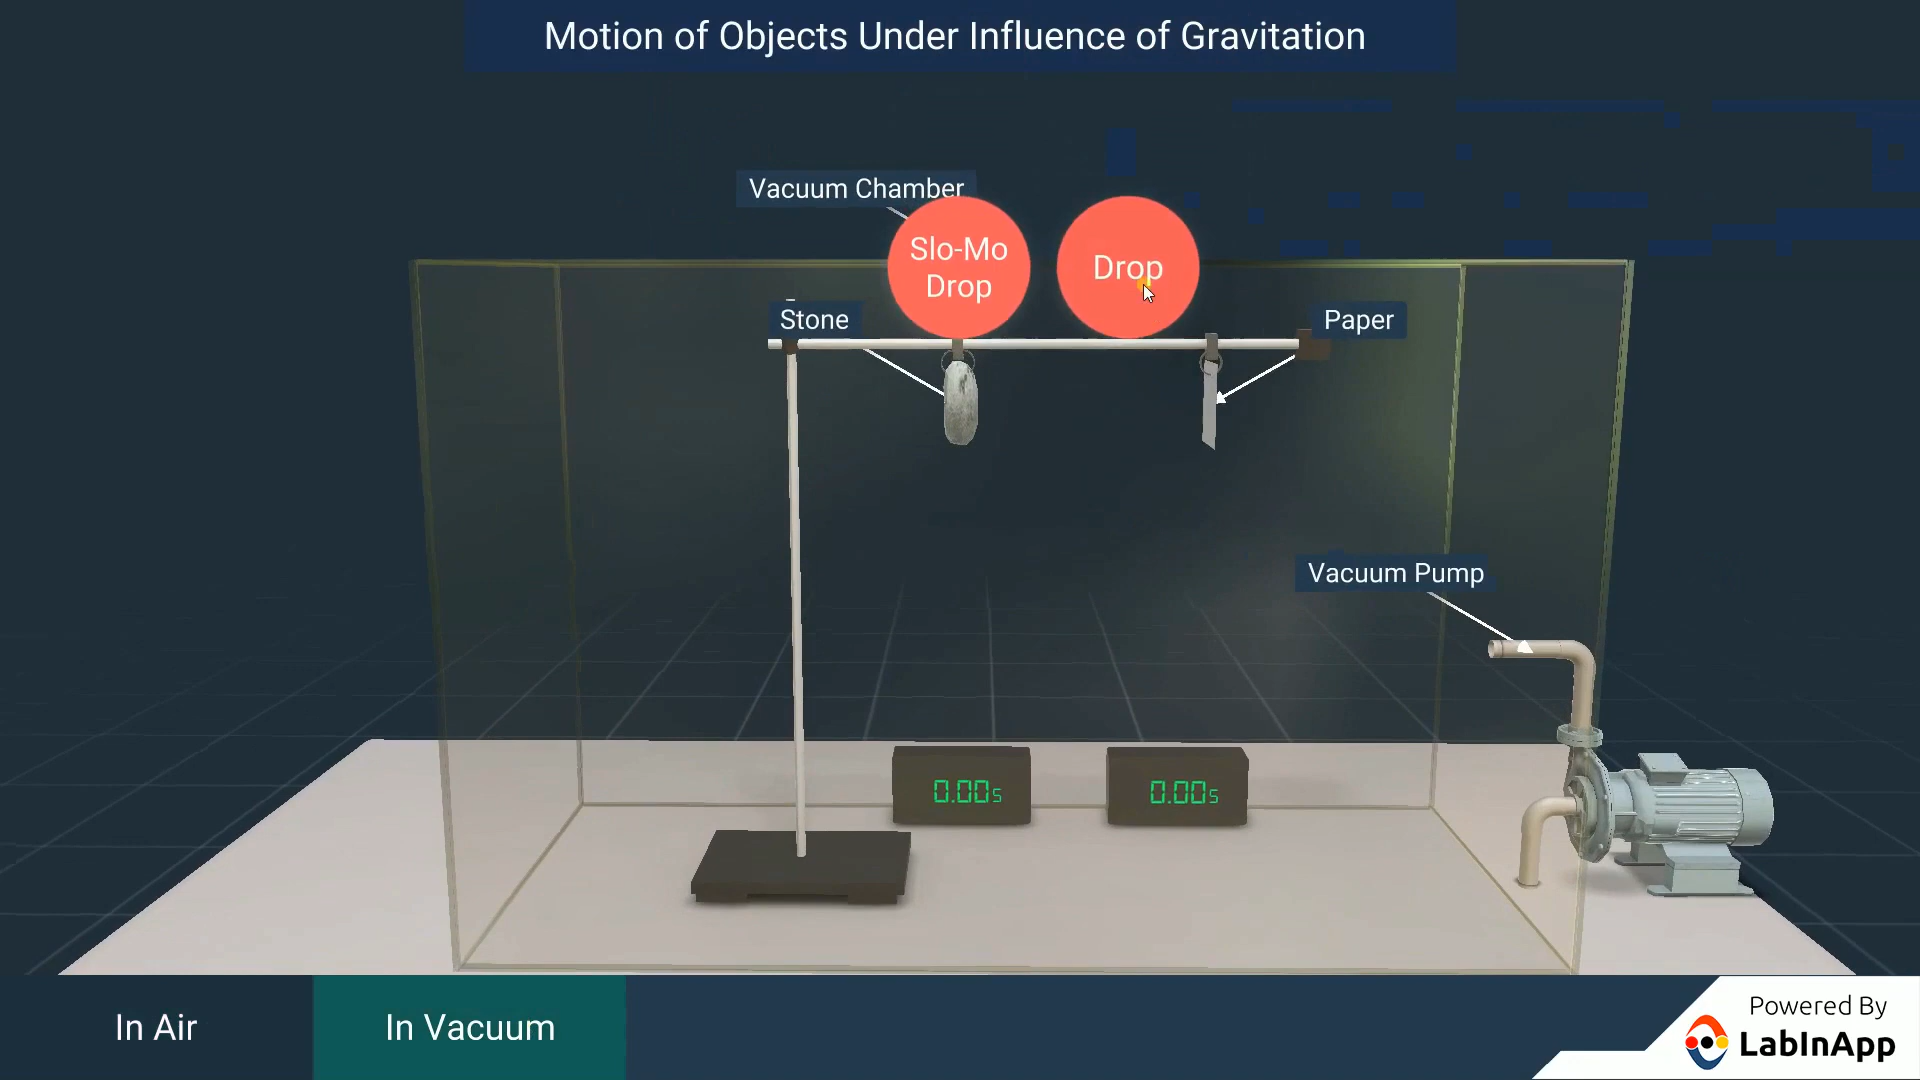 Motion of Objects Under Influence of Gravitation
Vacuum Chamber
Slo-Mo
Drop
Drop
Stone
Paper
Vacuum Pump
0.00s
0.00s
In Air
In Vacuum
Powered By
LabInApp